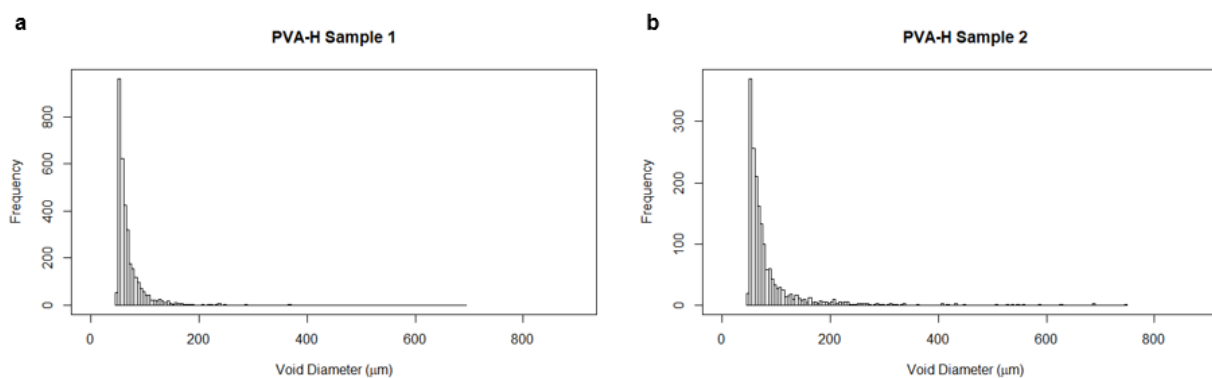 a
PVA-H Sample 1
Frequency
0 200 400 600 800
0 200 400 600 800
Void Diameter (μm)
b
PVA-H Sample 2
Frequency
0 100 200 300
0 200 400 600 800
Void Diameter (μm)